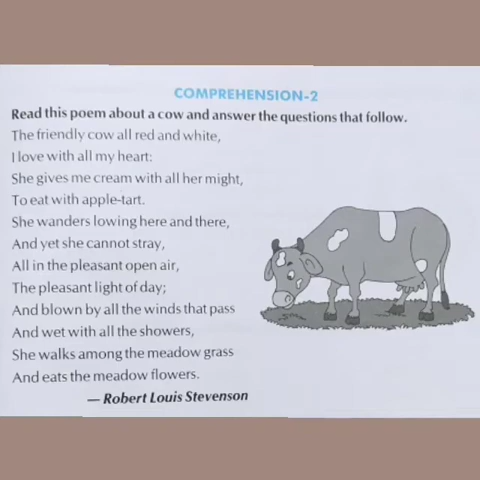 COMPREHENSION-2
Read this poem about a cow and answer the questions that follow.
The friendly cow all red and white,
I love with all my heart:
She gives me cream with all her might,
To eat with apple-tart.
She wanders lowing here and there,
And yet she cannot stray,
All in the pleasant open air,
The pleasant light of day;
And blown by all the winds that pass
And wet with all the showers,
She walks among the meadow grass
And eats the meadow flowers.
— Robert Louis Stevenson